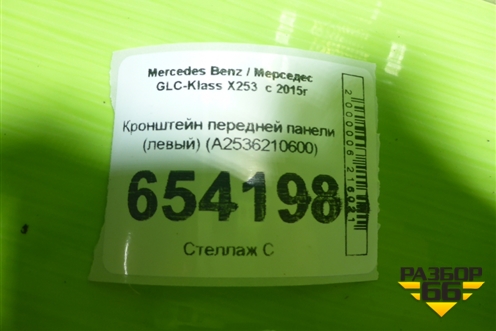 Mercedes Benz / Мерседес
GLC-Klass X253 с 2015г
Кронштейн передней панели
(левый) (A2536210600)
654198
Стеллаж С
РАЗБОР
66